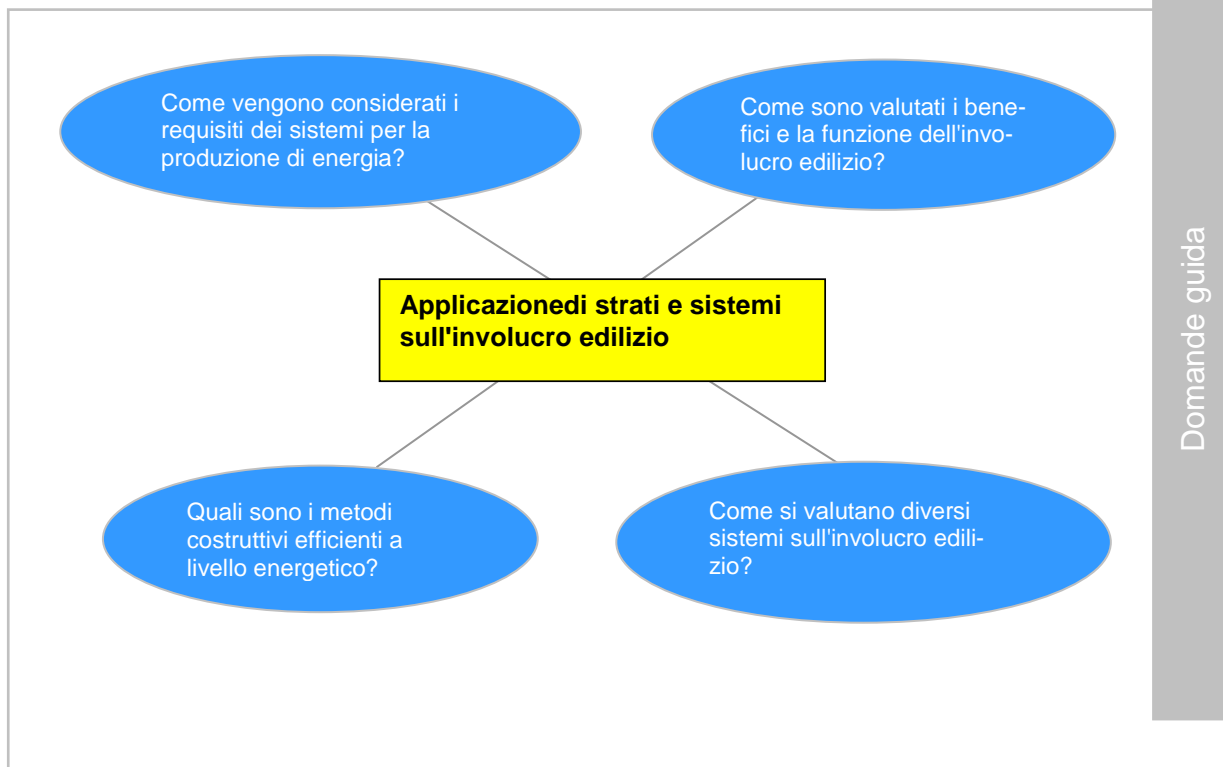 Come vengono considerati i
requisiti dei sistemi per la
produzione di energia?
Come sono valutati i bene-
fici e la funzione dell'invo-
lucro edilizio?
Applicazionedi strati e sistemi
sull'involucro edilizio
Quali sono i metodi
costruttivi efficienti a
livello energetico?
Come si valutano diversi
sistemi sull'involucro edili-
zio?
Domande guida